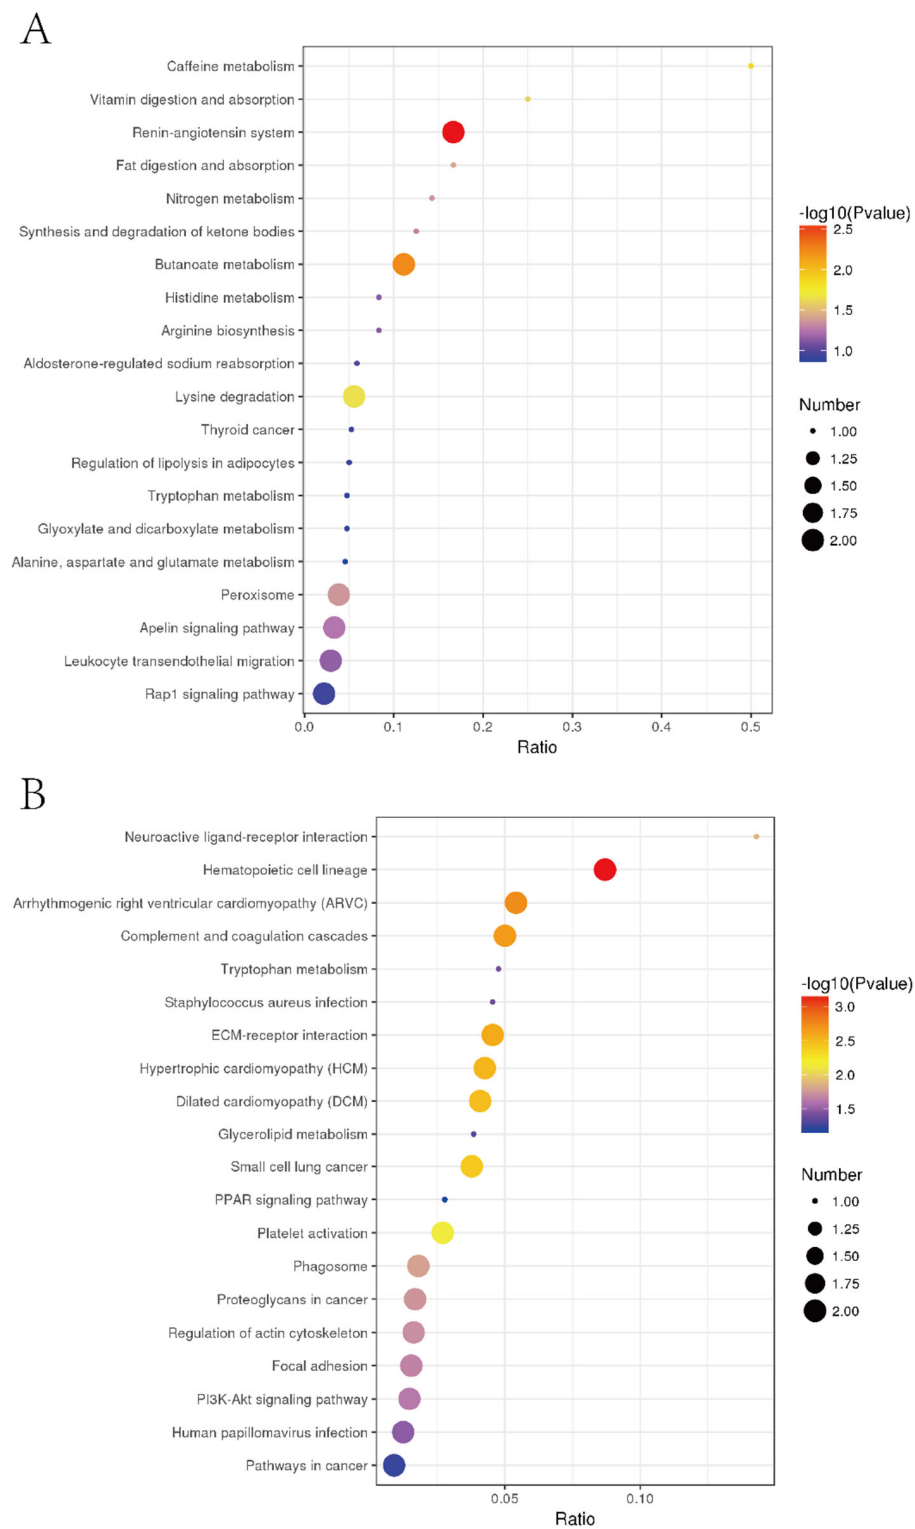 A
Caffeine metabolism
Vitamin digestion and absorption
Renin-angiotensin system
Fat digestion and absorption
Nitrogen metabolism
Synthesis and degradation of ketone bodies
Butanoate metabolism
Histidine metabolism
Arginine biosynthesis
Aldosterone-regulated sodium reabsorption
Lysine degradation
Thyroid cancer
Regulation of lipolysis in adipocytes
Tryptophan metabolism
Glyoxylate and dicarboxylate metabolism
Alanine, aspartate and glutamate metabolism
Peroxisome
Apelin signaling pathway
Leukocyte transendothelial migration
Rap1 signaling pathway
0.0 0.1 0.2 0.3 0.4 0.5
Ratio
-log10(Pvalue)
2.5
2.0
1.5
1.0
Number
1.00
1.25
1.50
1.75
2.00
B
Neuroactive ligand-receptor interaction
Hematopoietic cell lineage
Arrhythmogenic right ventricular cardiomyopathy (ARVC)
Complement and coagulation cascades
Tryptophan metabolism
Staphylococcus aureus infection
ECM-receptor interaction
Hypertrophic cardiomyopathy (HCM)
Dilated cardiomyopathy (DCM)
Glycerolipid metabolism
Small cell lung cancer
PPAR signaling pathway
Platelet activation
Phagosome
Proteoglycans in cancer
Regulation of actin cytoskeleton
Focal adhesion
PI3K-Akt signaling pathway
Human papillomavirus infection
Pathways in cancer
0.05 0.10
Ratio
-log10(Pvalue)
3.0
2.5
2.0
1.5
Number
1.00
1.25
1.50
1.75
2.00